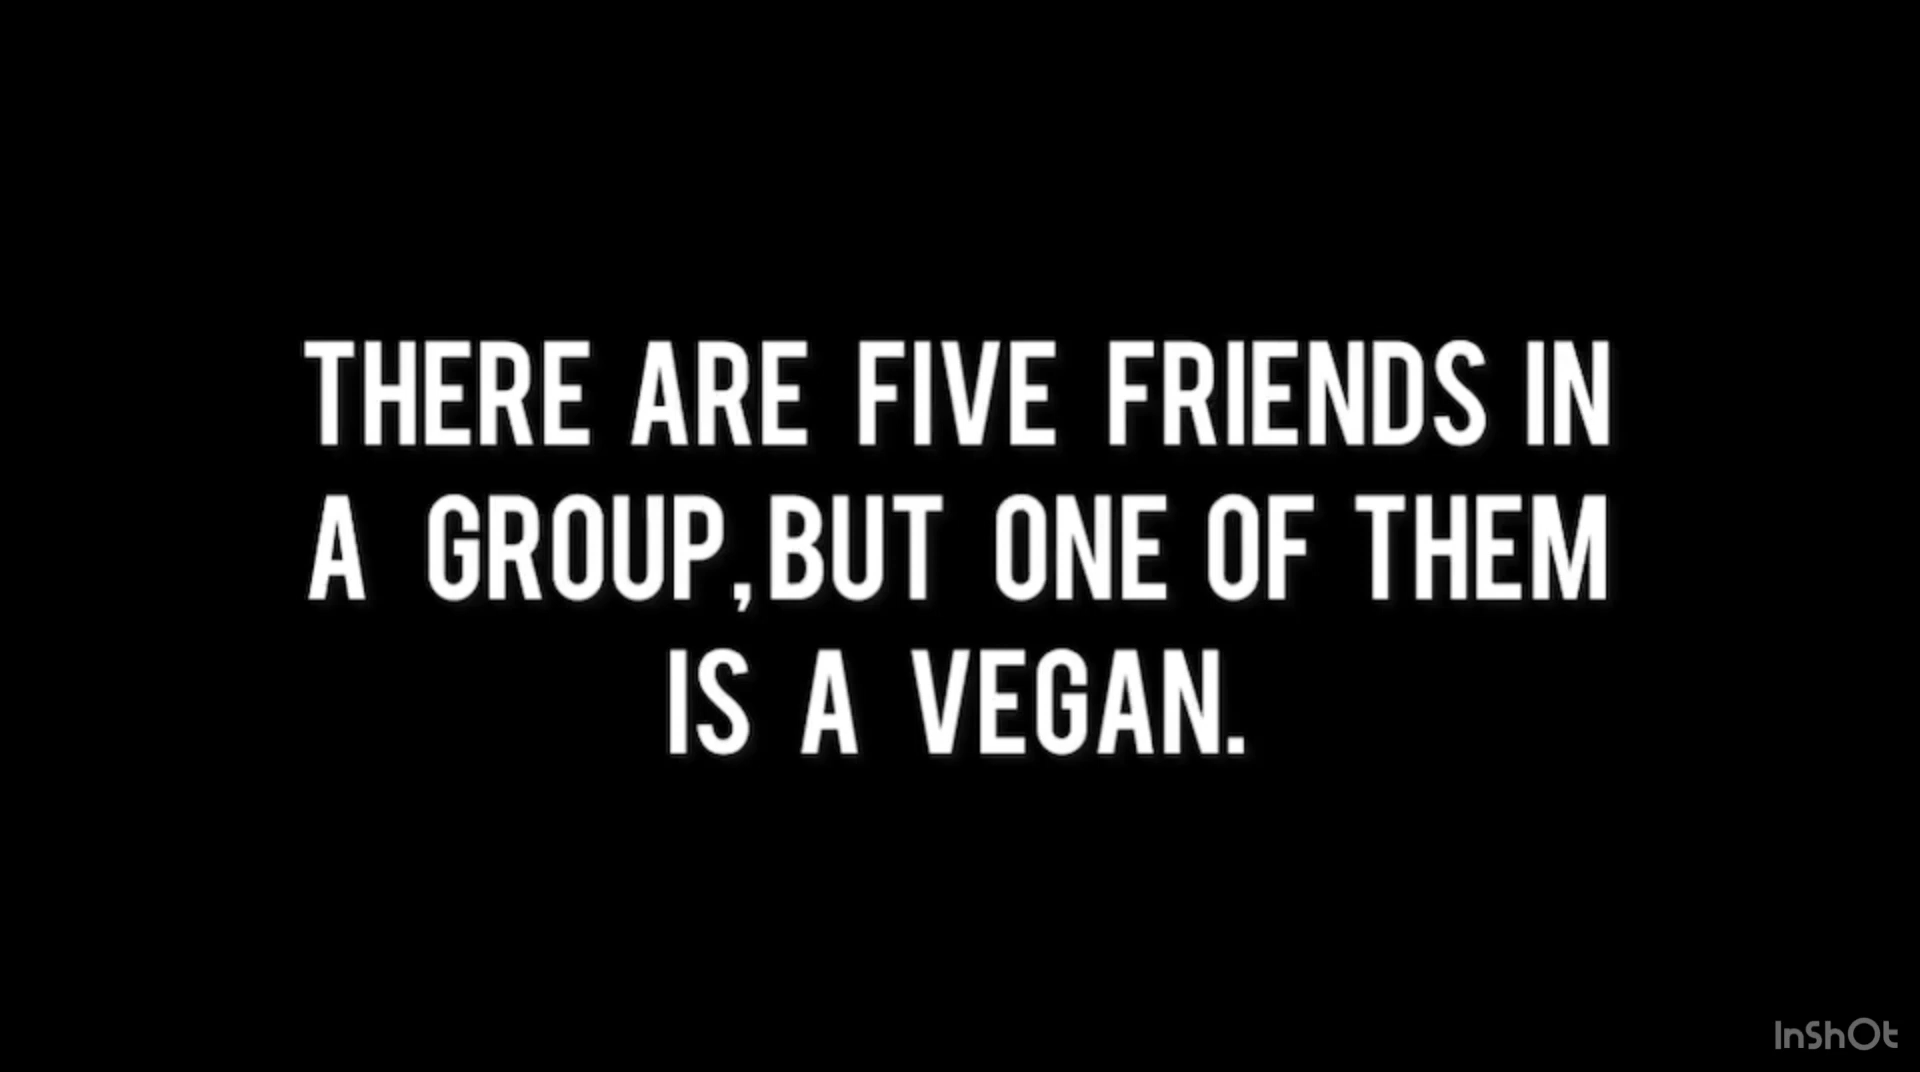 THERE ARE FIVE FRIENDS IN
A GROUP,BUT ONE OF THEM
IS A VEGAN.
InShOt